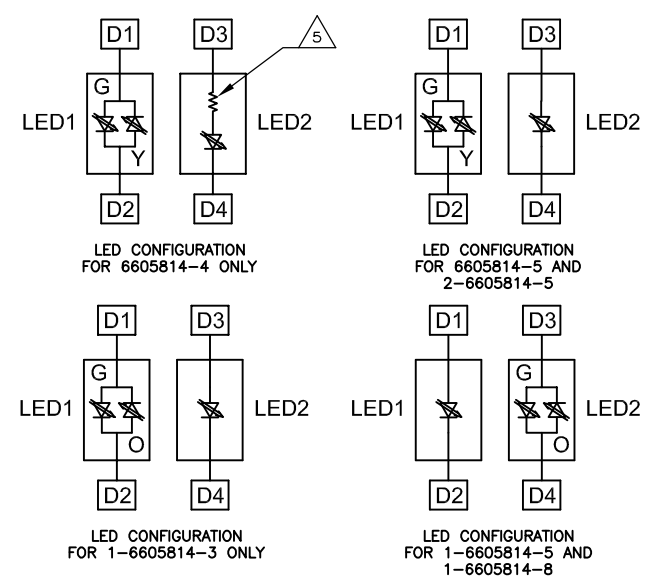 D1 D3 5
G
LED1 LED2
Y
D2 D4
LED CONFIGURATION
FOR 6605814-4 ONLY
D1 D3
G
LED1 LED2
Y
D2 D4
LED CONFIGURATION
FOR 6605814-5 AND
2-6605814-5
D1 D3
G
LED1 LED2
O
D2 D4
LED CONFIGURATION
FOR 1-6605814-3 ONLY
D1 D3
G
LED1 LED2
O
D2 D4
LED CONFIGURATION
FOR 1-6605814-5 AND
1-6605814-8